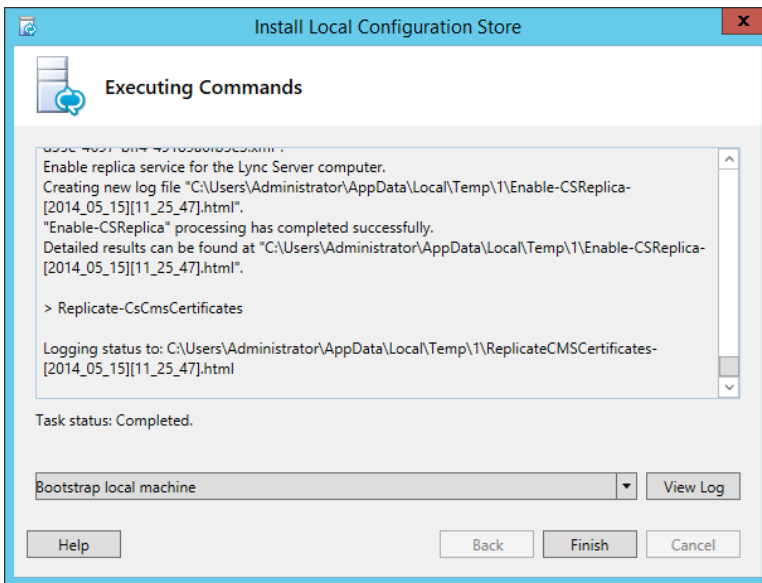 Install Local Configuration Store
x
Executing Commands
Enable replica service for the Lync Server computer.
Creating new log file "C:\Users\Administrator\AppData\Local\Temp\1\Enable-CSReplica-
[2014_05_15][11_25_47].html".
"Enable-CSReplica" processing has completed successfully.
Detailed results can be found at "C:\Users\Administrator\AppData\Local\Temp\1\Enable-CSReplica-
[2014_05_15][11_25_47].html".
> Replicate-CsCmsCertificates
Logging status to: C:\Users\Administrator\AppData\Local\Temp\1\ReplicateCMSCertificates-
[2014_05_15][11_25_47].html
Task status: Completed.
Bootstrap local machine
View Log
Help
Back
Finish
Cancel